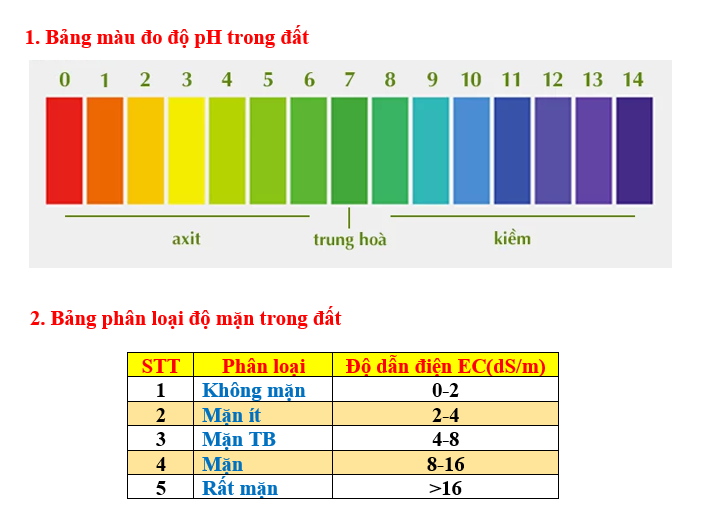 1. Bảng màu đo độ pH trong đất
0 1 2 3 4 5 6 7 8 9 10 11 12 13 14
axit trung hoà kiềm
2. Bảng phân loại độ mặn trong đất
STT Phân loại Độ dẫn điện EC(dS/m)
1 Không mặn 0-2
2 Mặn ít 2-4
3 Mặn TB 4-8
4 Mặn 8-16
5 Rất mặn >16